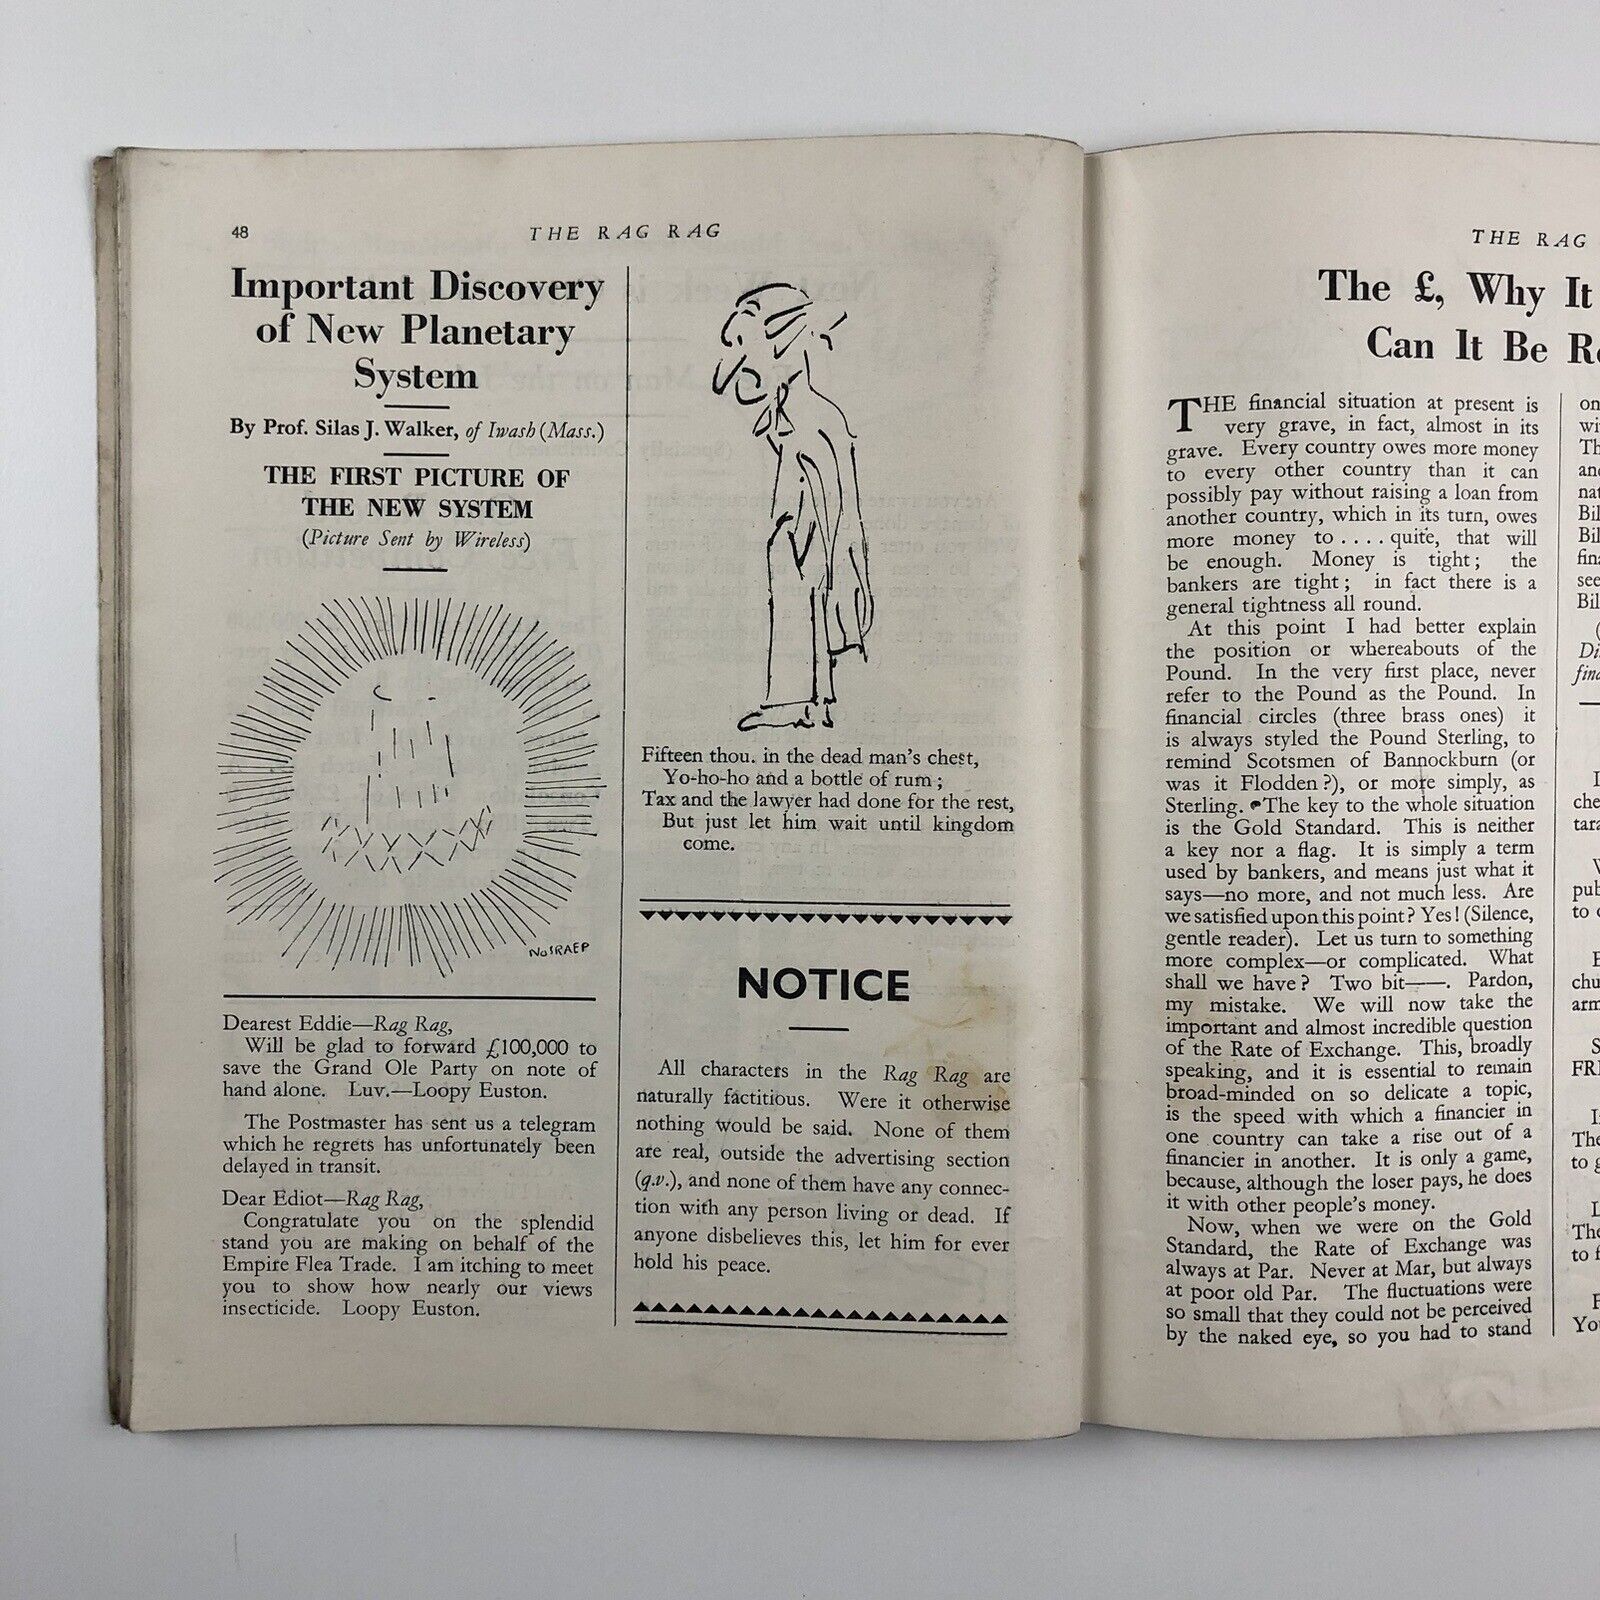 48
THE RAG RAG
Important Discovery
of New Planetary
System
By Prof. Silas J. Walker, of Iwash (Mass.)
THE FIRST PICTURE OF
THE NEW SYSTEM
(Picture Sent by Wireless)
NOSRAEP
Dearest Eddie—Rag Rag,
Will be glad to forward £100,000 to
save the Grand Ole Party on note of
hand alone. Luv.—Loopy Euston.
The Postmaster has sent us a telegram
which he regrets has unfortunately been
delayed in transit.
Dear Ediot—Rag Rag,
Congratulate you on the splendid
stand you are making on behalf of the
Empire Flea Trade. I am itching to meet
you to show how nearly our views
insecticide. Loopy Euston.
Fifteen thou. in the dead man's chest,
Yo-ho-ho and a bottle of rum ;
Tax and the lawyer had done for the rest,
But just let him wait until kingdom
come.
NOTICE
All characters in the Rag Rag are
naturally factitious. Were it otherwise
nothing would be said. None of them
are real, outside the advertising section
(q.v.), and none of them have any connec-
tion with any person living or dead. If
anyone disbelieves this, let him for ever
hold his peace.
THE RAG
The £, Why It
Can It Be
THE financial situation at present is
very grave, in fact, almost in its
grave. Every country owes more money
to every other country than it can
possibly pay without raising a loan from
another country, which in its turn, owes
more money to . . . . quite, that will
be enough. Money is tight ; the
bankers are tight ; in fact there is a
general tightness all round.
At this point I had better explain
the position or whereabouts of the
Pound. In the very first place, never
refer to the Pound as the Pound. In
financial circles (three brass ones) it
is always styled the Pound Sterling, to
remind Scotsmen of Bannockburn (or
was it Flodden ?), or more simply, as
Sterling. The key to the whole situation
is the Gold Standard. This is neither
a key nor a flag. It is simply a term
used by bankers, and means just what it
says—no more, and not much less. Are
we satisfied upon this point ? Yes ! (Silence,
gentle reader). Let us turn to something
more complex—or complicated. What
shall we have ? Two bit——. Pardon,
my mistake. We will now take the
important and almost incredible question
of the Rate of Exchange. This, broadly
speaking, and it is essential to remain
broad-minded on so delicate a topic,
is the speed with which a financier in
one country can take a rise out of a
financier in another. It is only a game,
because, although the loser pays, he does
it with other people's money.
Now, when we were on the Gold
Standard, the Rate of Exchange was
always at Par. Never at Mar, but always
at poor old Par. The fluctuations were
so small that they could not be perceived
by the naked eye, so you had to stand